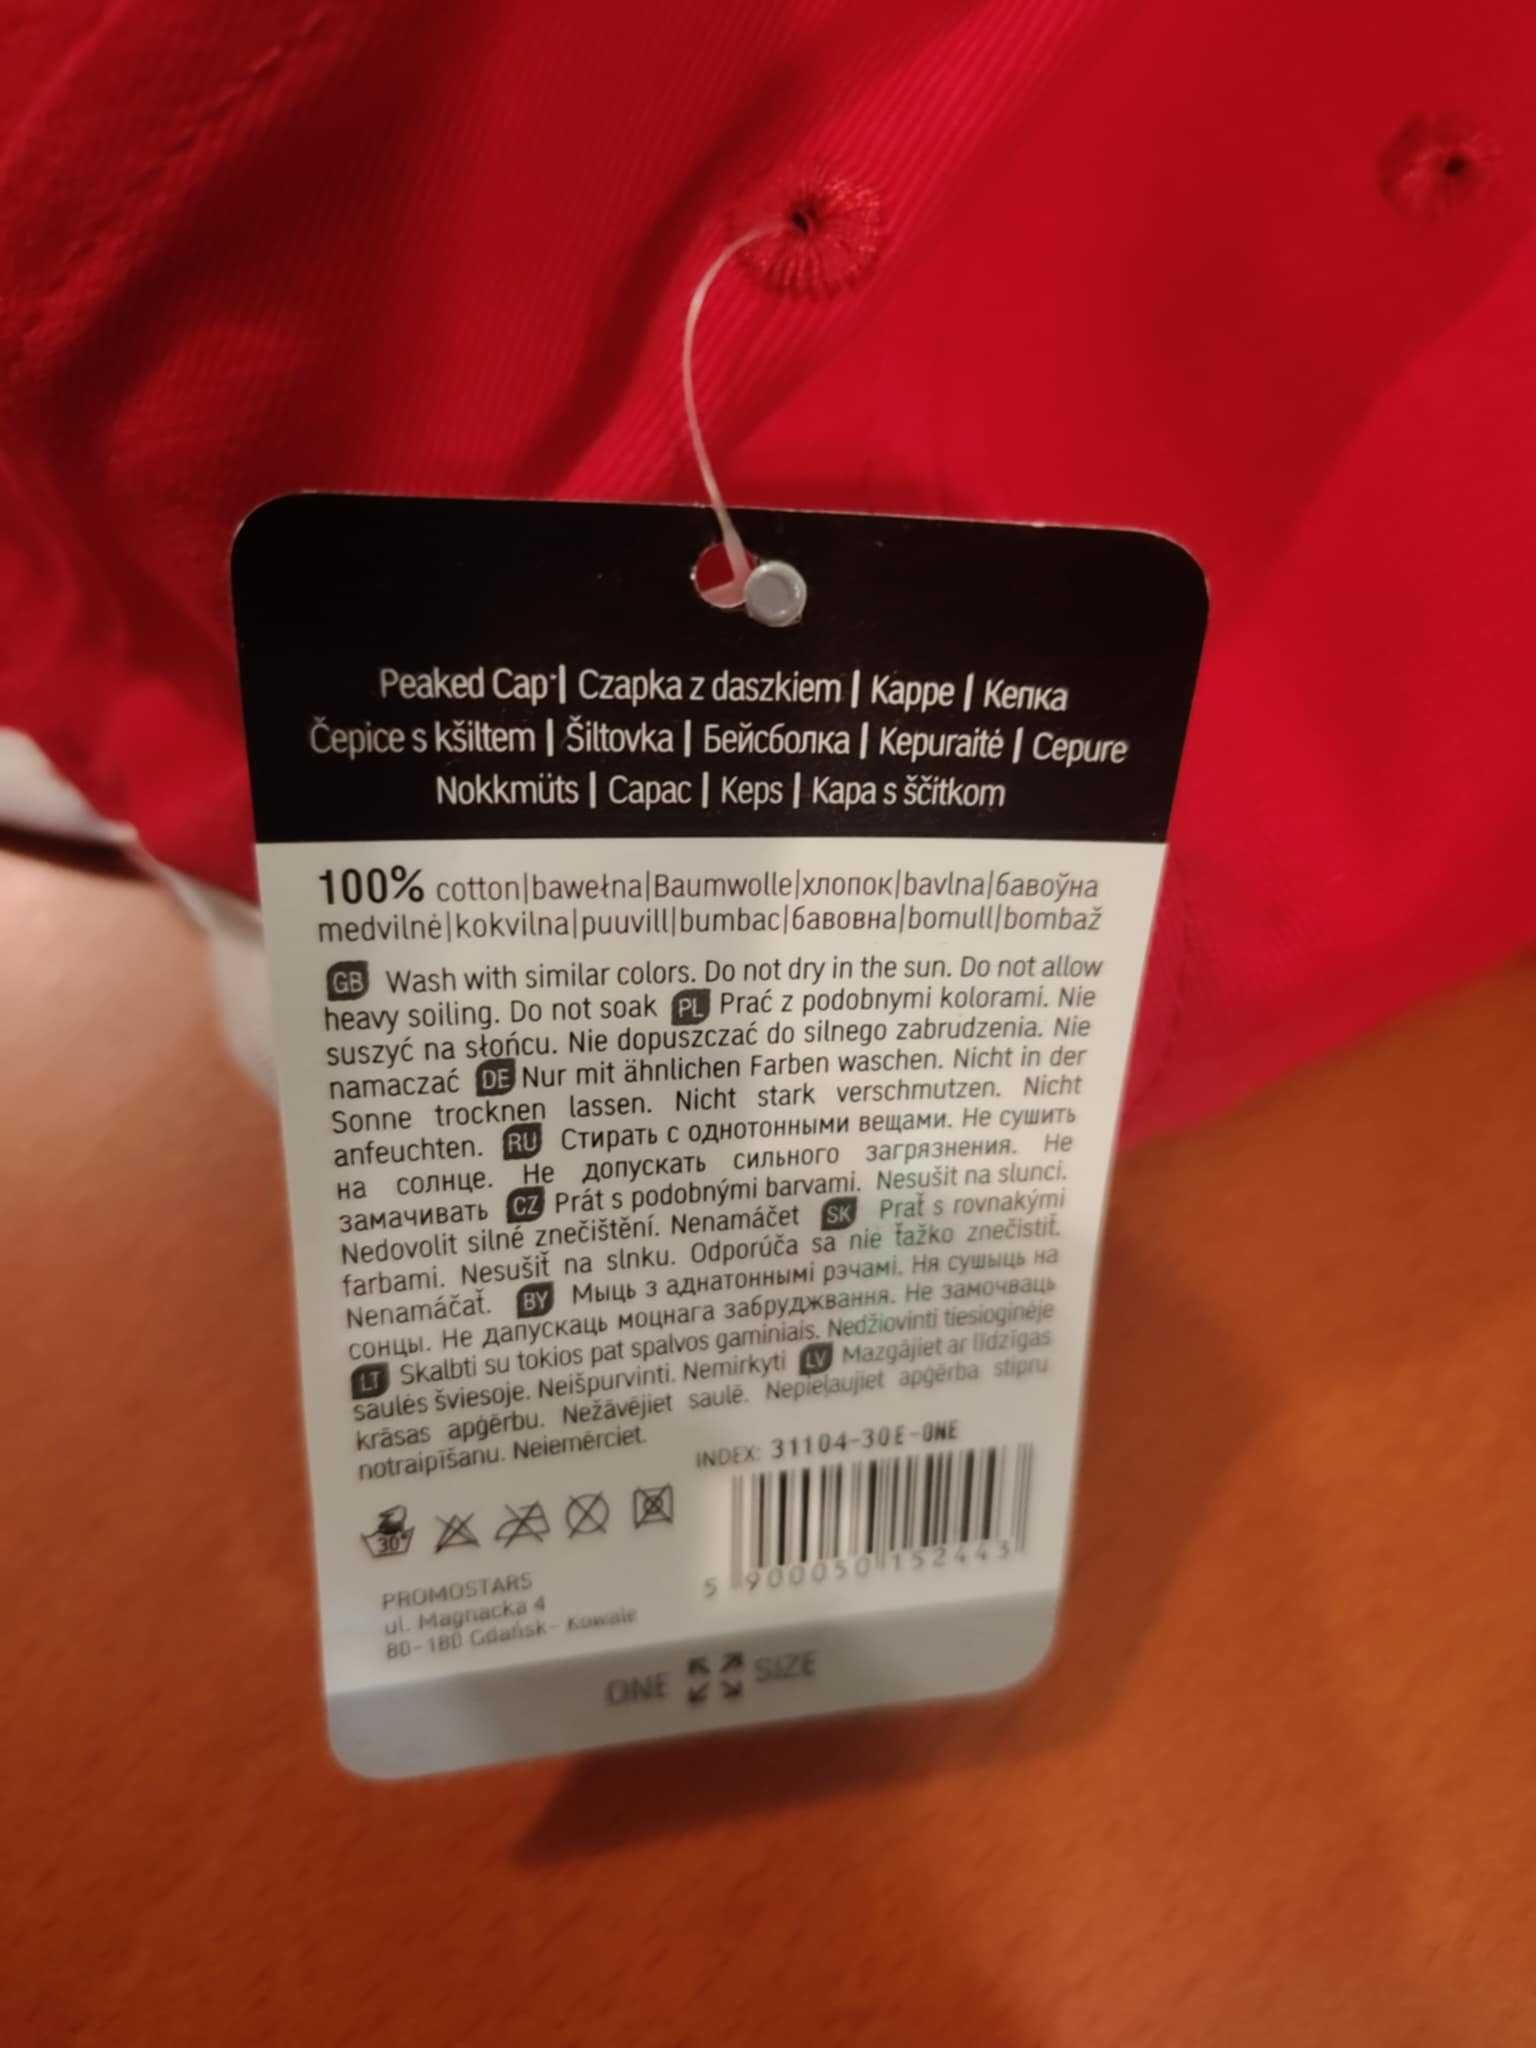 Peaked Cap | Czapka z daszkiem | Kappe | Кепка
Čepice s kšiltem | Šiltovka | Бейсболка | Kepuraitė | Cepure
Nokkmüts | Capac | Keps | Kapa s ščitkom
100% cotton|bawełna|Baumwolle|хлопок|bavlna|бавоўна
medvilnė|kokvilna|puuvill|bumbac|бавовна|bomull|bombaž
GB Wash with similar colors. Do not dry in the sun. Do not allow
heavy soiling. Do not soak PL Prać z podobnymi kolorami. Nie
suszyć na słońcu. Nie dopuszczać do silnego zabrudzenia. Nie
namaczać DE Nur mit ähnlichen Farben waschen. Nicht in der
Sonne trocknen lassen. Nicht stark verschmutzen. Nicht
anfeuchten. RU Стирать с однотонными вещами. Не сушить
на солнце. Не допускать сильного загрязнения. Не
замачивать CZ Prát s podobnými barvami. Nesušit na slunci.
Nedovolit silné znečištění. Nenamáčet SK Prať s rovnakými
farbami. Nesušiť na slnku. Odporúča sa nie ťažko znečistiť.
Nenamáčať. BY Мыць з аднатоннымі рэчамі. Ня сушыць на
сонцы. Не дапускаць моцнага забруджвання. Не замочваць
LT Skalbti su tokios pat spalvos gaminiais. Nedžiovinti tiesioginėje
saulės šviesoje. Neišpurvinti. Nemirkyti LV Mazgājiet ar līdzīgas
krāsas apģērbu. Nežāvējiet saulē. Nepieļaujiet apģērba stipru
notraipīšanu. Neiemērciet.
INDEX: 31104-30E-ONE
30°
5 900050 152443
PROMOSTARS
ul. Magnacka 4
80-180 Gdańsk- Kowale
ONE SIZE